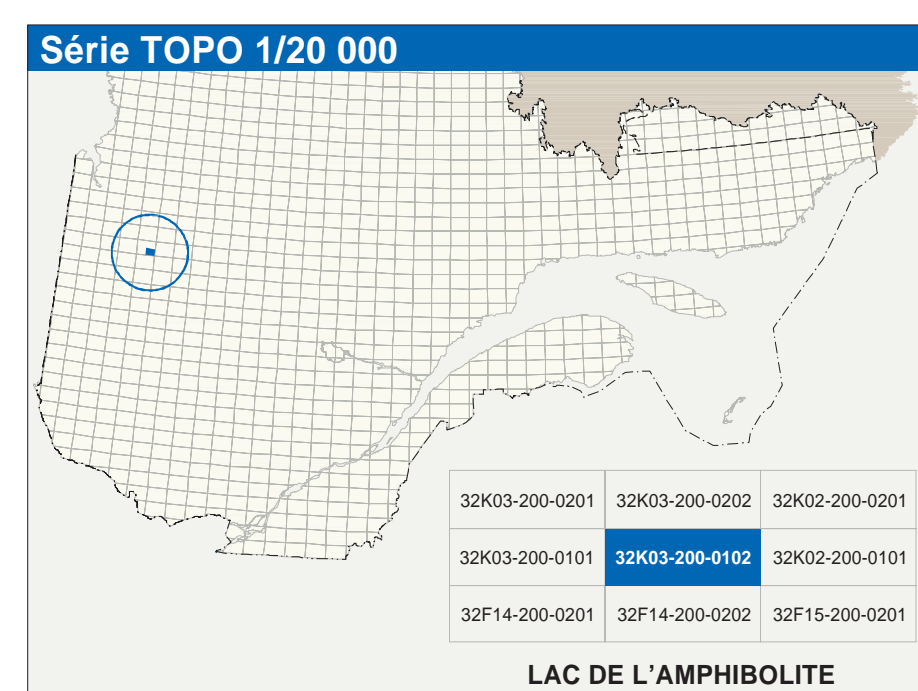 Série TOPO 1/20 000
32K03-200-0201 32K03-200-0202 32K02-200-0201
32K03-200-0101 32K03-200-0102 32K02-200-0101
32F14-200-0201 32F14-200-0202 32F15-200-0201
LAC DE L’AMPHIBOLITE